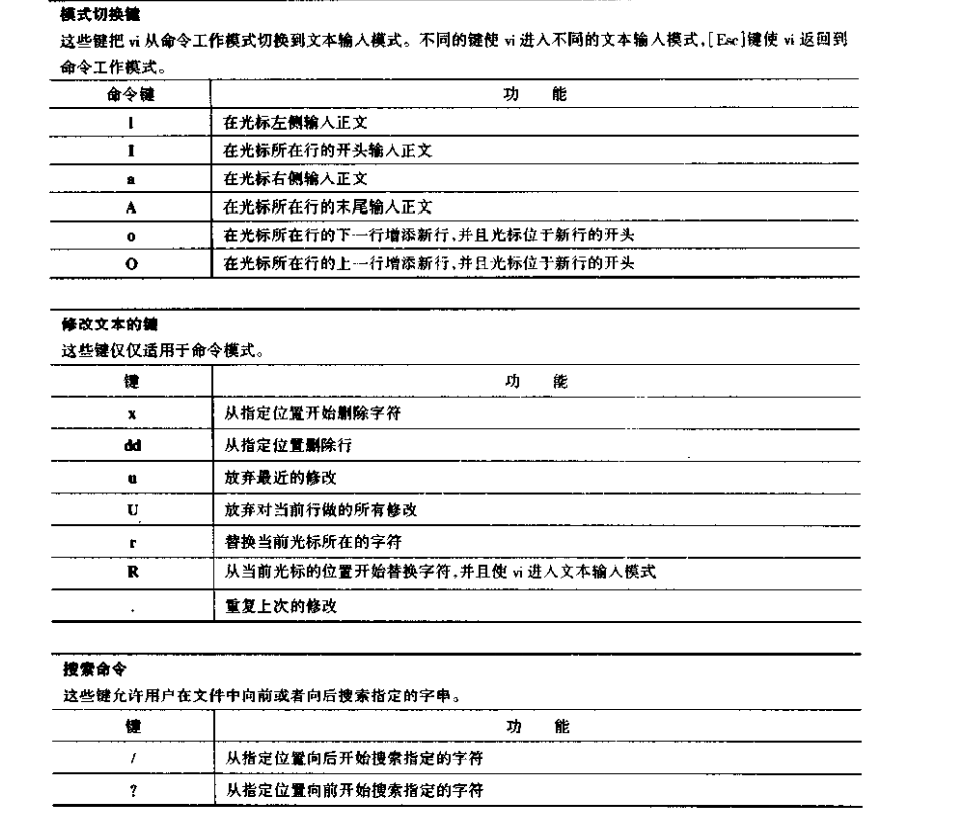 模式切换键
这些键把 vi 从命令工作模式切换到文本输入模式。不同的键使 vi 进入不同的文本输入模式,[Esc]键使 vi 返回到
命令工作模式。
命令键 功 能
I 在光标左侧输入正文
I 在光标所在行的开头输入正文
a 在光标右侧输入正文
A 在光标所在行的末尾输入正文
o 在光标所在行的下一行增添新行,并且光标位于新行的开头
O 在光标所在行的上一行增添新行,并且光标位于新行的开头
修改文本的键
这些键仅仅适用于命令模式。
键 功 能
x 从指定位置开始删除字符
dd 从指定位置删除行
u 放弃最近的修改
U 放弃对当前行做的所有修改
r 替换当前光标所在的字符
R 从当前光标的位置开始替换字符,并且使 vi 进入文本输入模式
. 重复上次的修改
搜索命令
这些键允许用户在文件中向前或者向后搜索指定的字串。
键 功 能
/ 从指定位置向后开始搜索指定的字符
? 从指定位置向前开始搜索指定的字符